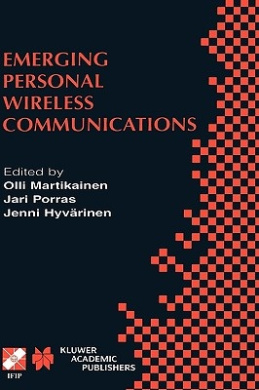 EMERGING
PERSONAL
WIRELESS
COMMUNICATIONS
Edited by
Olli Martikainen
Jari Porras
Jenni Hyvärinen
KLUWER
ACADEMIC
PUBLISHERS
IFIP